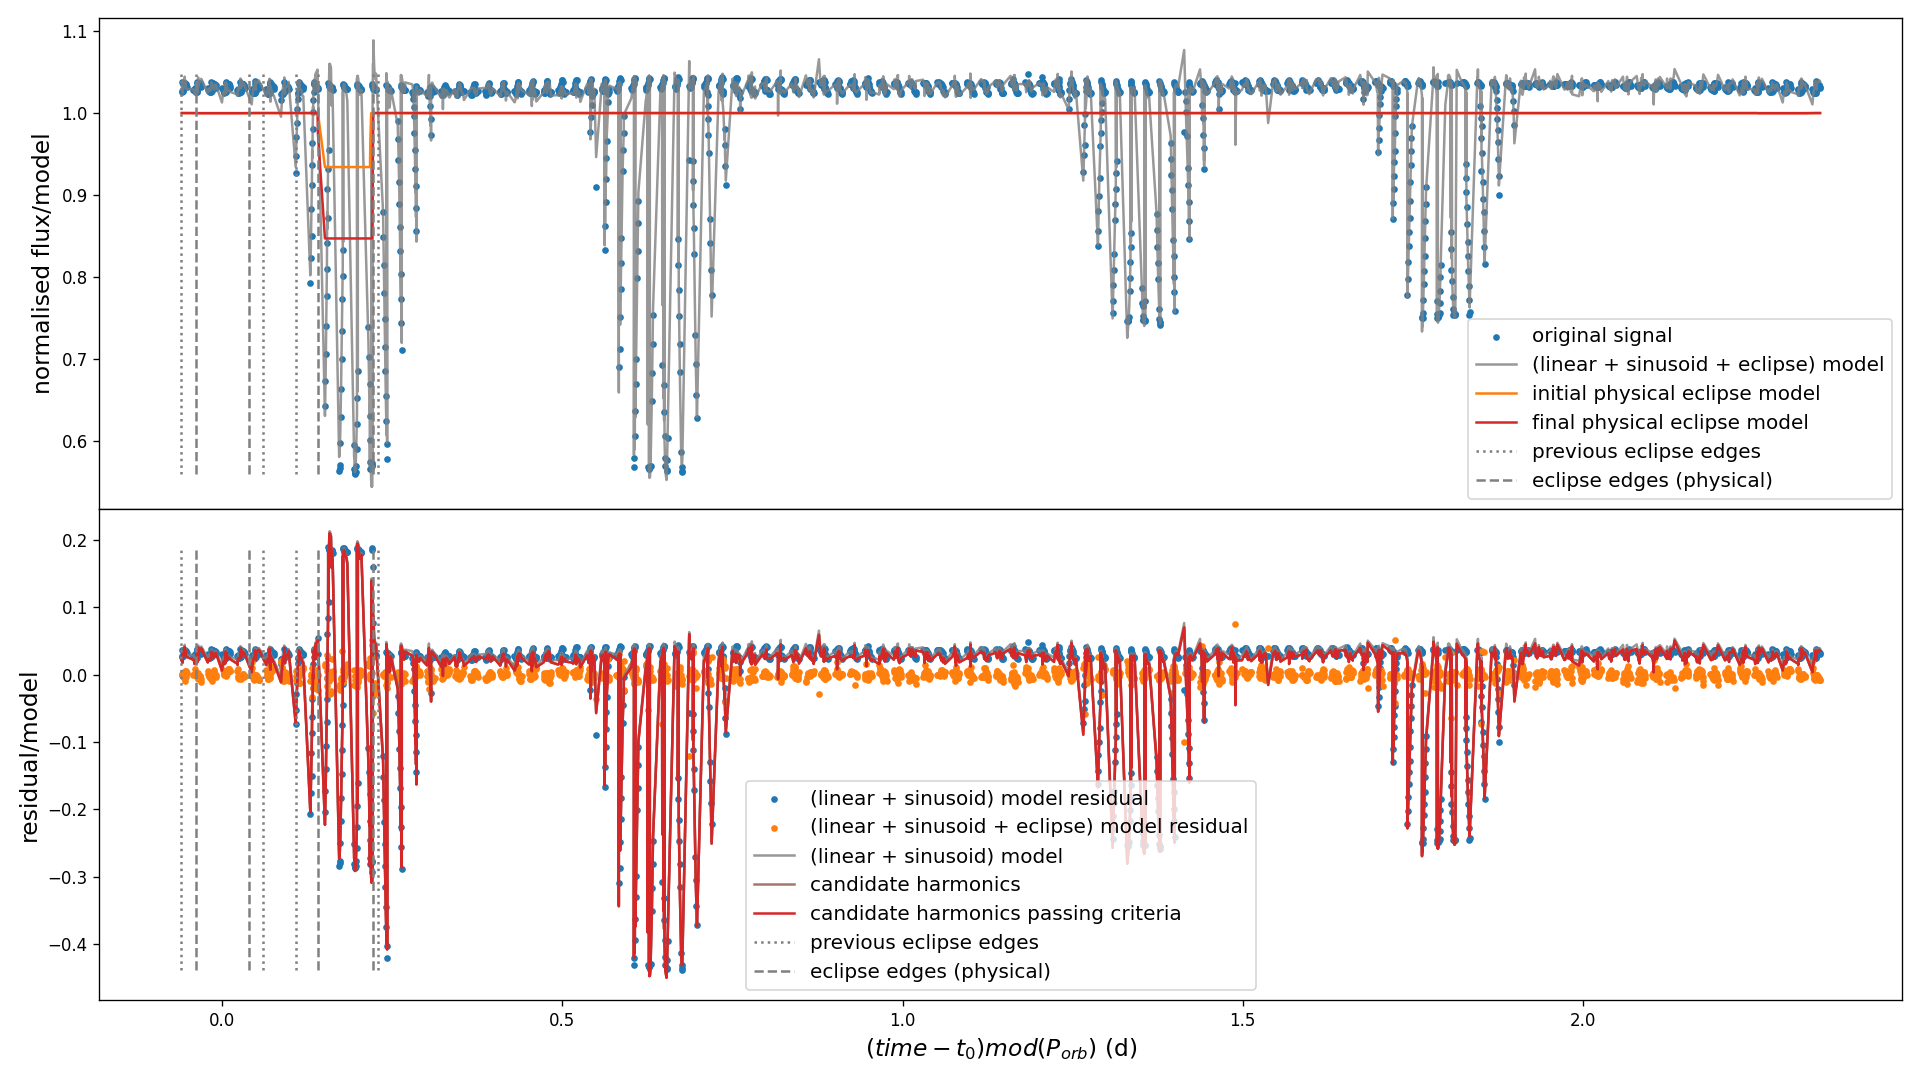 1.1
1.0
0.9
0.8
0.7
0.6
normalised flux/model
original signal
(linear + sinusoid + eclipse) model
initial physical eclipse model
final physical eclipse model
previous eclipse edges
eclipse edges (physical)
0.2
0.1
0.0
−0.1
−0.2
−0.3
−0.4
residual/model
(linear + sinusoid) model residual
(linear + sinusoid + eclipse) model residual
(linear + sinusoid) model
candidate harmonics
candidate harmonics passing criteria
previous eclipse edges
eclipse edges (physical)
0.0 0.5 1.0 1.5 2.0
(time − t₀)mod(P_orb) (d)